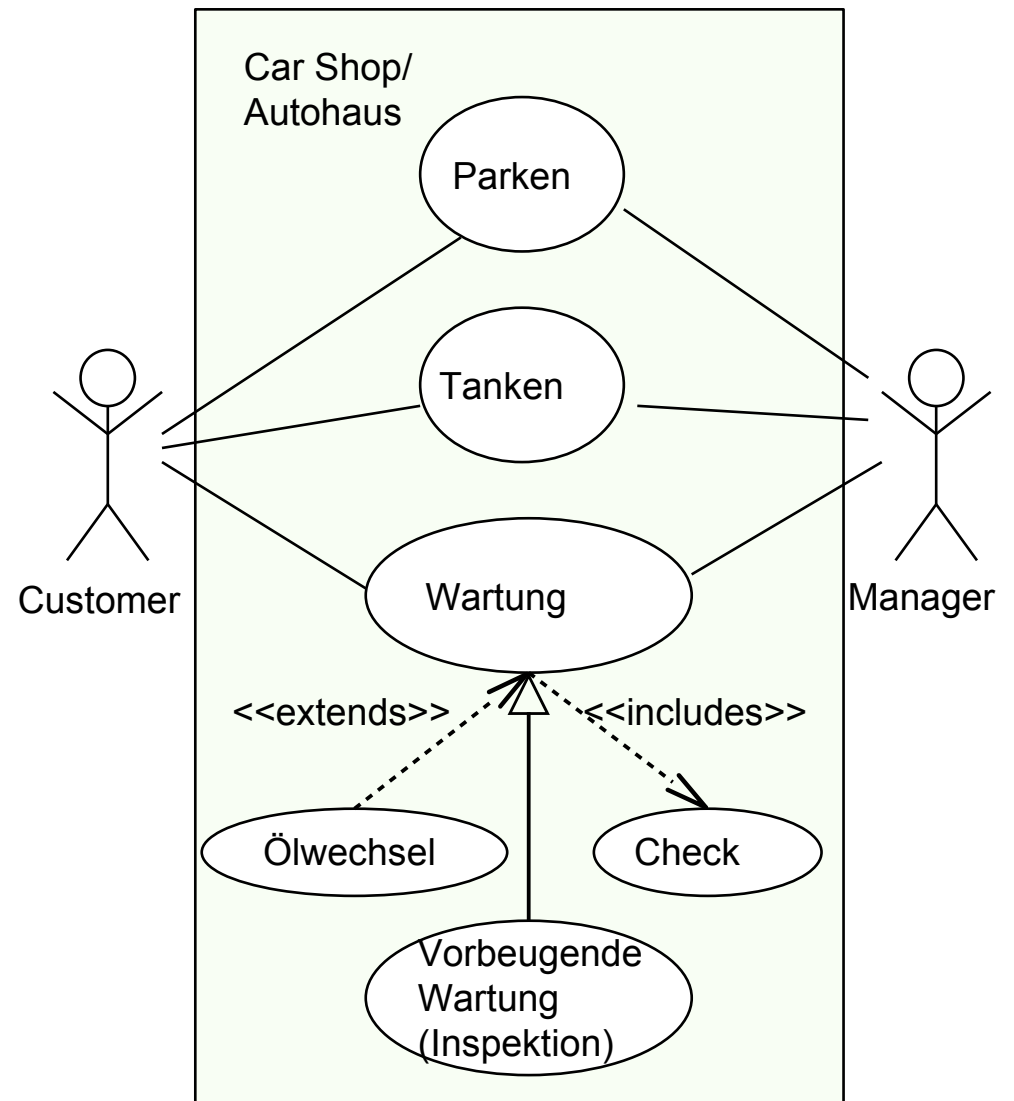 Car Shop/
Autohaus
Parken
Tanken
Customer
Wartung
Manager
<<extends>>
<<includes>>
Ölwechsel
Check
Vorbeugende
Wartung
(Inspektion)